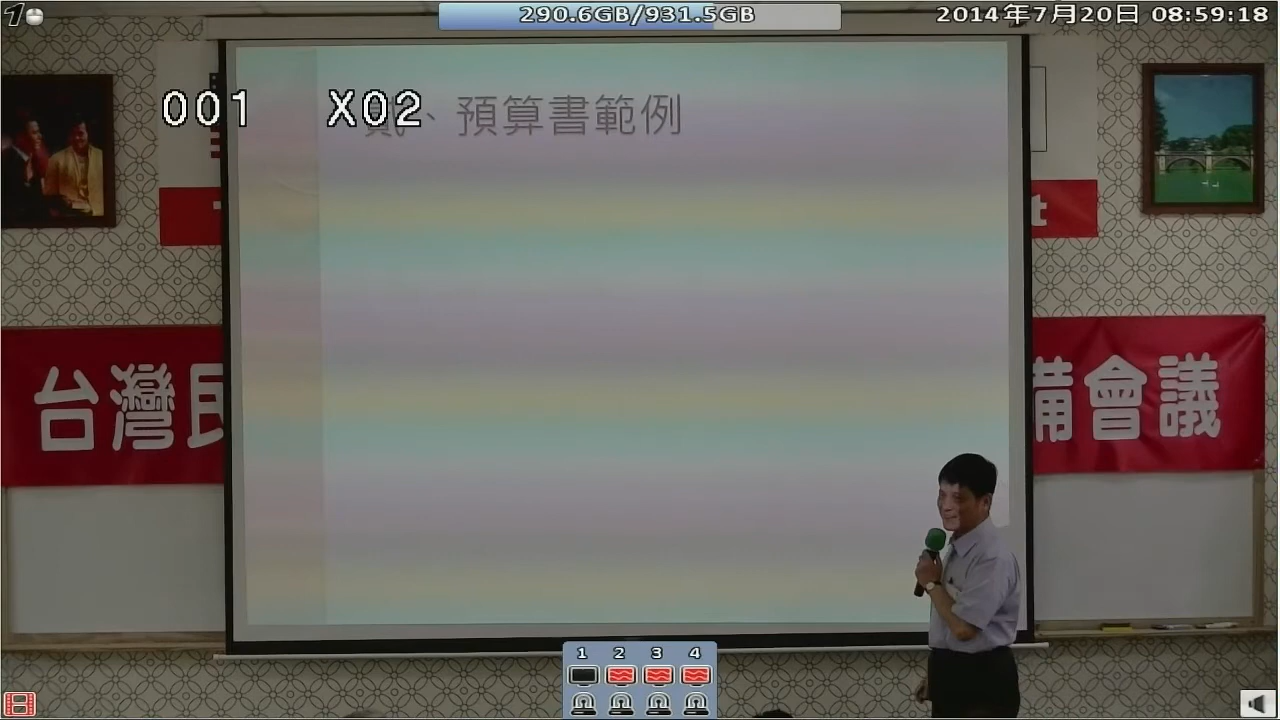 290.6GB/931.5GB
2014年7月20日 08:59:18
001 X02
貳、預算書範例
t
台灣民
備會議
1 2 3 4